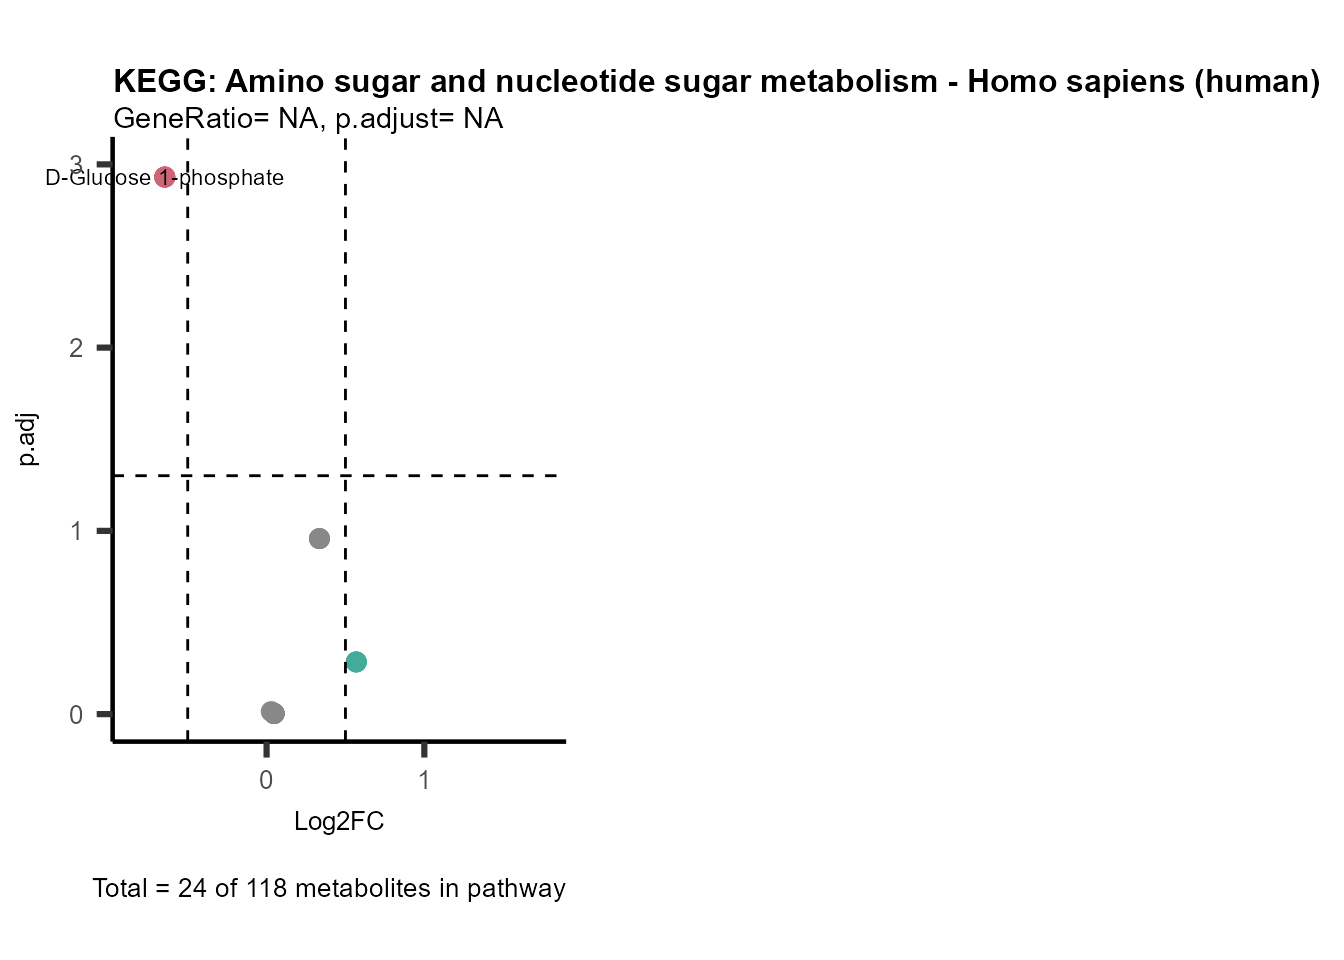 KEGG: Amino sugar and nucleotide sugar metabolism - Homo sapiens (human)
GeneRatio= NA, p.adjust= NA
3
D-Glucose 1-phosphate
2
p.adj
1
0
0 1
Log2FC
Total = 24 of 118 metabolites in pathway